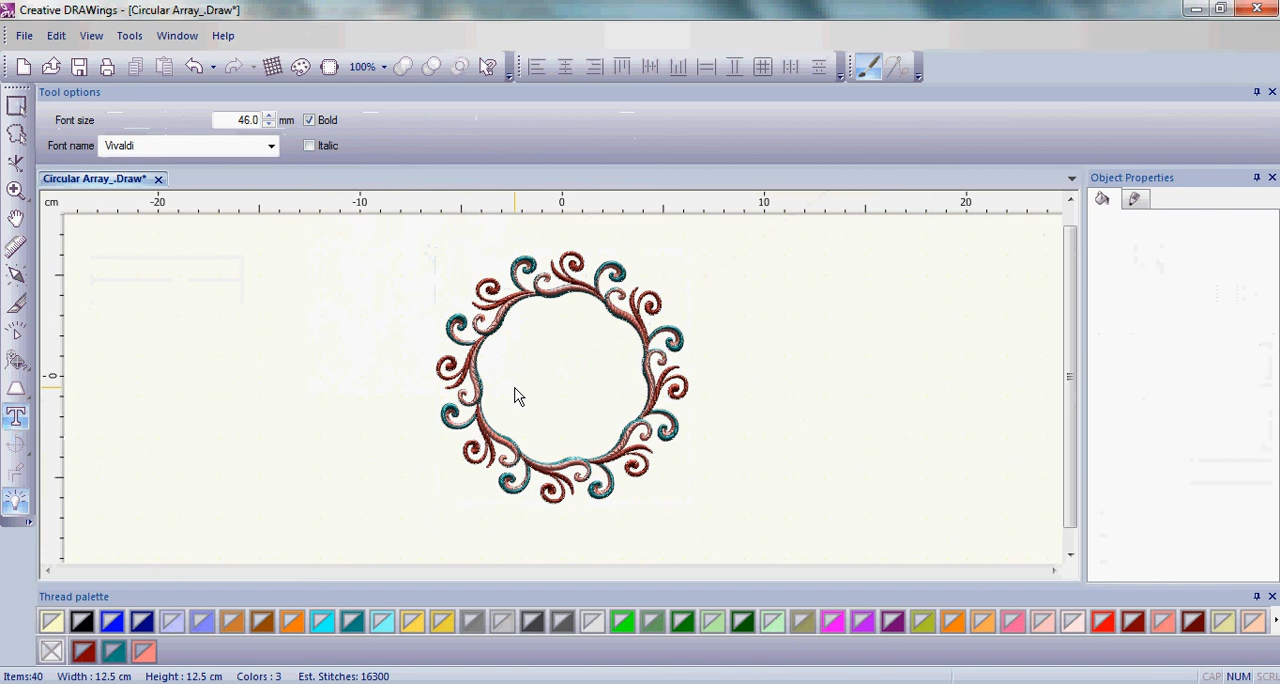 Creative DRAWings - [Circular Array_.Draw*]
File Edit View Tools Window Help
100%
Tool options
Font size 46.0 mm Bold
Font name Vivaldi Italic
Circular Array_.Draw*
Object Properties
cm -20 -10 0 10 20
0
Thread palette
Items:40 Width : 12.5 cm Height : 12.5 cm Colors : 3 Est. Stitches: 16300 CAP NUM SCRL